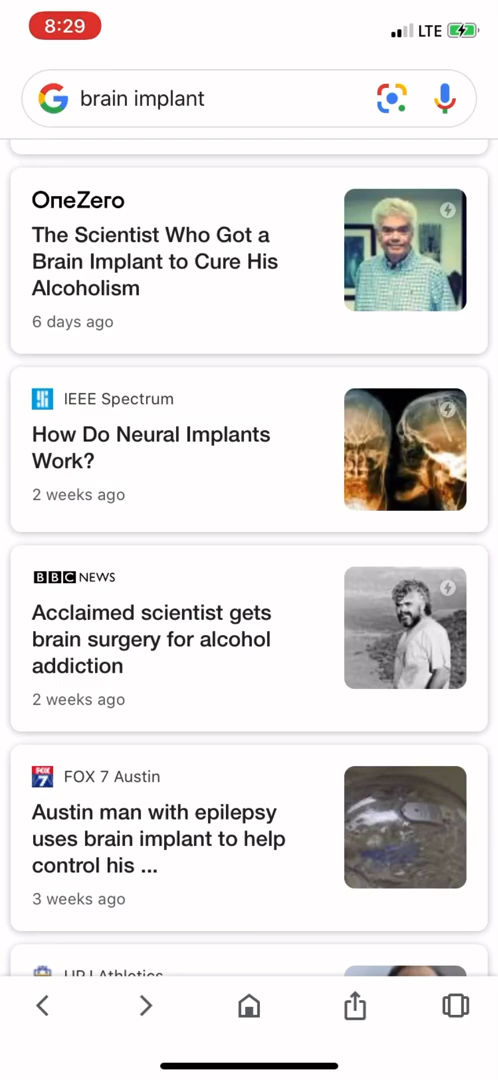 8:29
LTE
brain implant
OneZero
The Scientist Who Got a
Brain Implant to Cure His
Alcoholism
6 days ago
IEEE Spectrum
How Do Neural Implants
Work?
2 weeks ago
BBC NEWS
Acclaimed scientist gets
brain surgery for alcohol
addiction
2 weeks ago
FOX 7 Austin
Austin man with epilepsy
uses brain implant to help
control his ...
3 weeks ago
Athletics